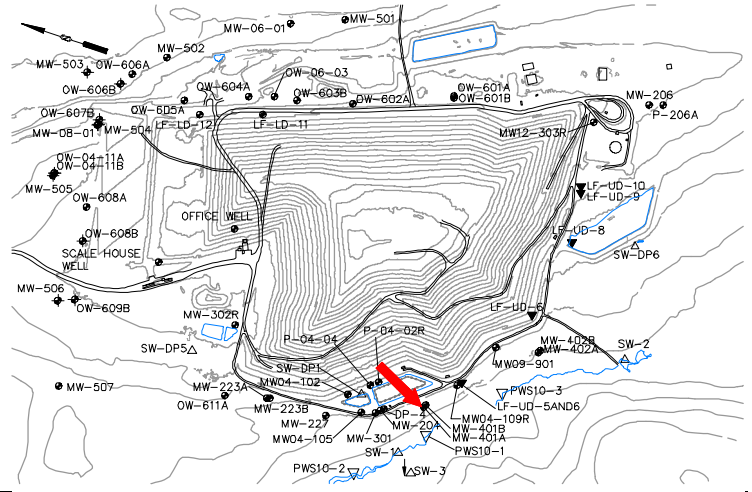 MW-06-01
MW-501
MW-502
MW-503
OW-606A
OW-606B
OW-06-03
OW-604A
OW-603B
OW-602A
OW-601A
OW-601B
MW-206
P-206A
OW-607B
OW-605A
LF-LD-12
LF-LD-11
MW-08-01
MW-504
MW12-303R
OW-04-11A
OW-04-11B
MW-505
LF-UD-10
LF-UD-9
OW-608A
OFFICE WELL
LF-UD-8
OW-608B
SW-DP6
SCALE HOUSE
WELL
MW-506
OW-609B
LF-UD-6
MW-302R
P-04-04
P-04-02R
MW-402B
MW-402A
SW-2
SW-DP5
SW-DP1
MW09-901
MW-507
MW-223A
MW04-102
PWS10-3
OW-611A
MW-223B
LF-UD-5AND6
MW-227
DP-4
MW04-109R
MW-204
MW-401B
MW-401A
MW04-105
MW-301
SW-1
PWS10-1
PWS10-2
SW-3